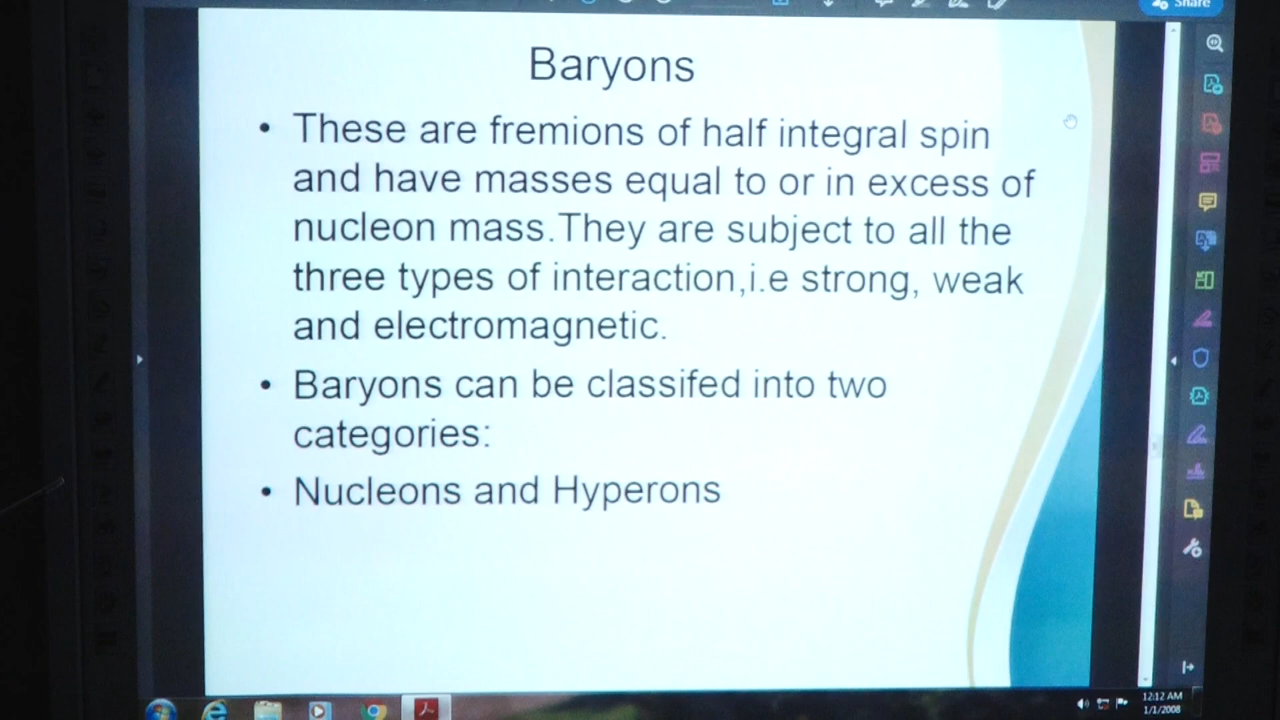 Share
Baryons
• These are fremions of half integral spin
and have masses equal to or in excess of
nucleon mass.They are subject to all the
three types of interaction,i.e strong, weak
and electromagnetic.
• Baryons can be classifed into two
categories:
• Nucleons and Hyperons
12:12 AM
1/1/2008